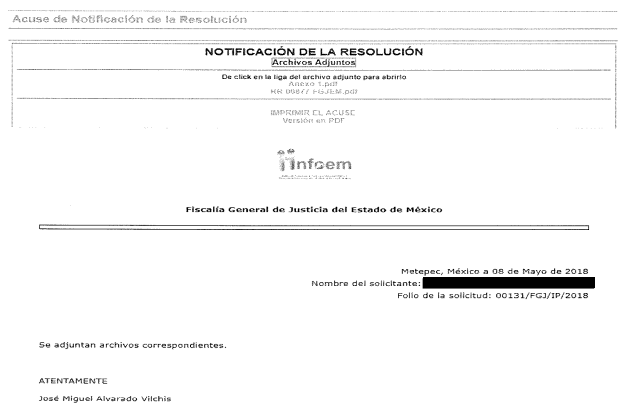 Acuse de Notificación de la Resolución
NOTIFICACIÓN DE LA RESOLUCIÓN
Archivos Adjuntos
De click en la liga del archivo adjunto para abrirlo
Anexo 1.pdf
RR 00877 FGJEM.pdf
IMPRIMIR EL ACUSE
Versión en PDF
infoem
Fiscalía General de Justicia del Estado de México
Metepec, México a 08 de Mayo de 2018
Nombre del solicitante:
Folio de la solicitud: 00131/FGJ/IP/2018
Se adjuntan archivos correspondientes.
ATENTAMENTE
José Miguel Alvarado Vilchis